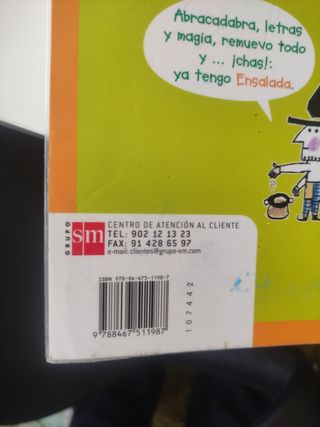 Abracadabra, letras
y magia, remuevo todo
y ... ¡chas!:
ya tengo Ensalada.
GRUPO
sm
CENTRO DE ATENCIÓN AL CLIENTE
TEL: 902 12 13 23
FAX: 91 428 65 97
e-mail: clientes@grupo-sm.com
ISBN 978-84-675-1198-7
9 788467 511987
107442